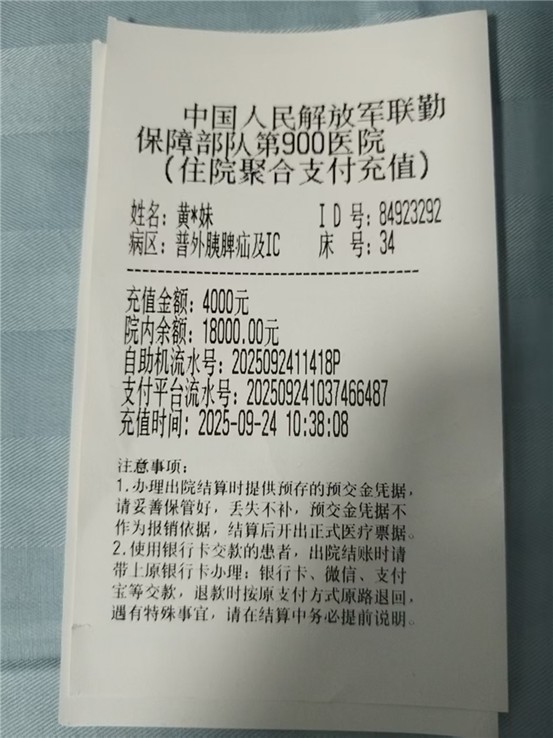 中国人民解放军联勤
保障部队第900医院
(住院聚合支付充值)
姓名: 黄*妹 ID号: 84923292
病区: 普外胰脾疝及IC 床 号: 34
充值金额: 4000元
院内余额: 18000.00元
自助机流水号: 2025092411418P
支付平台流水号: 202509241037466487
充值时间: 2025-09-24 10:38:08
注意事项:
1.办理出院结算时提供预存的预交金凭据,
请妥善保管好, 丢失不补, 预交金凭据不
作为报销依据, 结算后开出正式医疗票据。
2.使用银行卡交款的患者, 出院结账时请
带上原银行卡办理: 银行卡、微信、支付
宝等交款, 退款时按原支付方式原路退回,
遇有特殊事宜, 请在结算中务必提前说明。